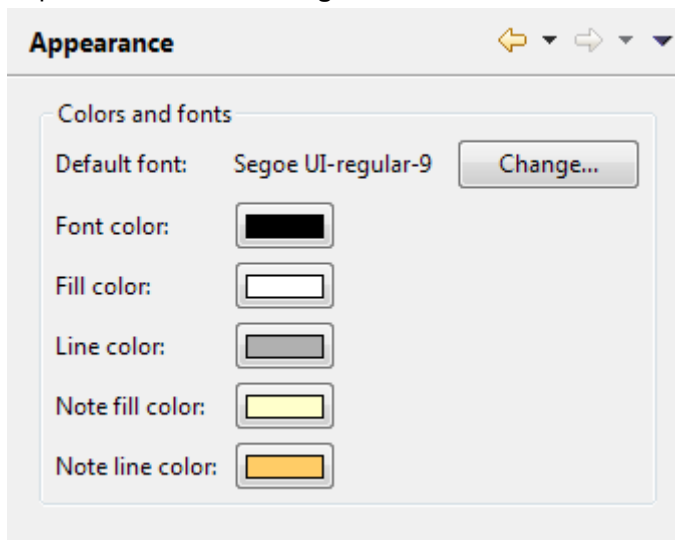 Appearance
Colors and fonts
Default font: Segoe UI-regular-9 Change...
Font color:
Fill color:
Line color:
Note fill color:
Note line color: